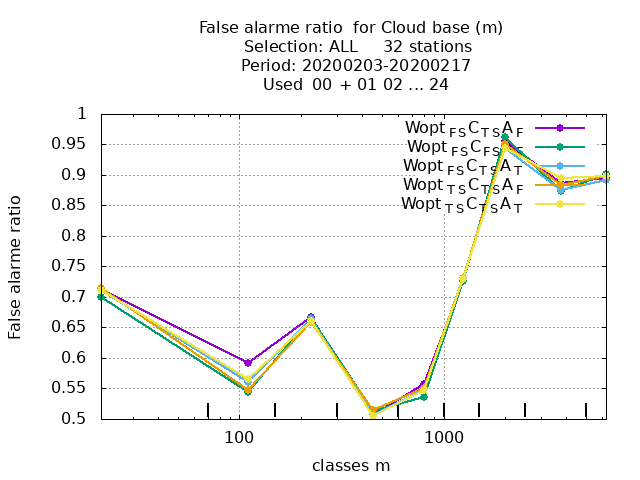 False alarme ratio  for Cloud base (m)
Selection: ALL     32 stations
Period: 20200203-20200217
Used  00 + 01 02 ... 24
1
0.95
0.9
0.85
0.8
0.75
0.7
0.65
0.6
0.55
0.5
False alarme ratio
Wopt FS C TS A F
Wopt FS C FS
Wopt FS C TS A T
Wopt TS C TS A F
Wopt TS C TS A T
100
1000
classes m